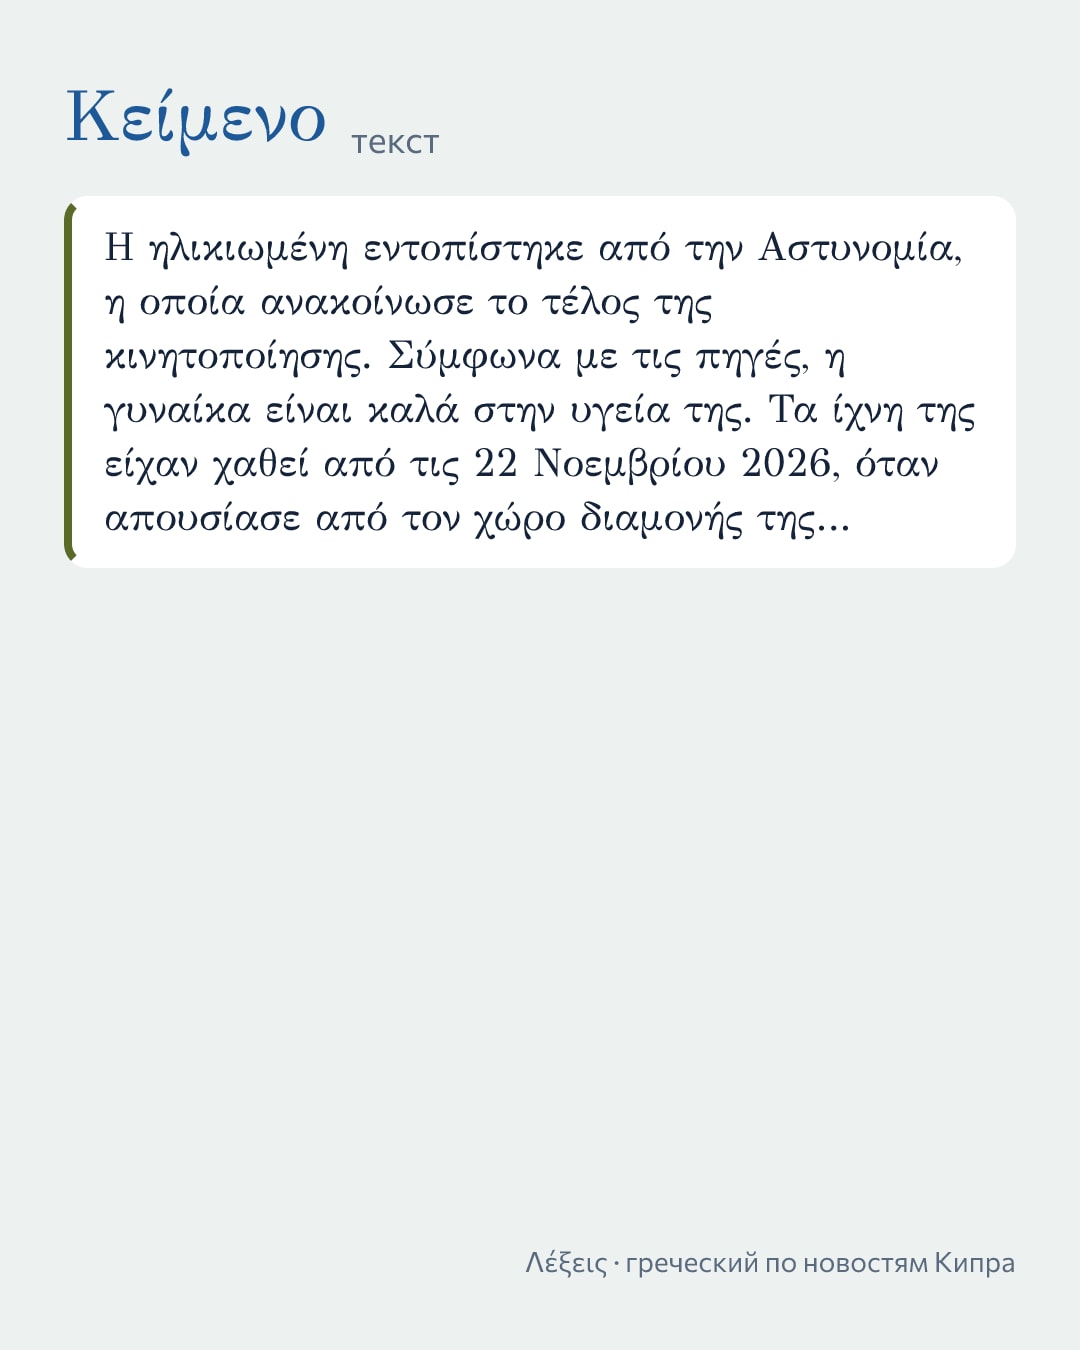 Κείμενο текст
Η ηλικιωμένη εντοπίστηκε από την Αστυνομία,
η οποία ανακοίνωσε το τέλος της
κινητοποίησης. Σύμφωνα με τις πηγές, η
γυναίκα είναι καλά στην υγεία της. Τα ίχνη της
είχαν χαθεί από τις 22 Νοεμβρίου 2026, όταν
απουσίασε από τον χώρο διαμονής της...
Λέξεις · греческий по новостям Кипра